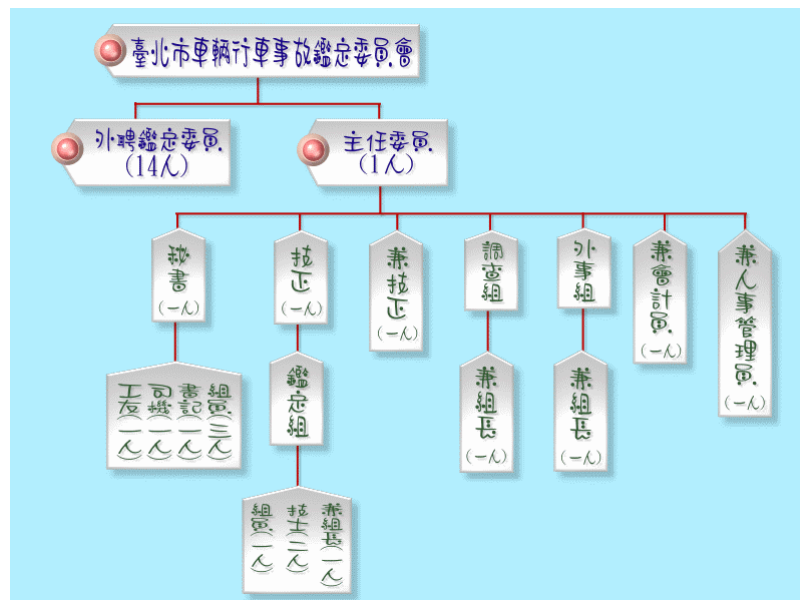 臺北市車輛行車事故鑑定委員會
外聘鑑定委員
(14人)
主任委員
(1人)
秘書(一人)
技正(一人)
兼技正(一人)
調查組
外事組
兼會計員(一人)
兼人事管理員(一人)
組員(三人)
書記(一人)
司機(一人)
工友(一人)
鑑定組
兼組長(一人)
兼組長(一人)
兼組長(一人)
技士(二人)
組員(一人)